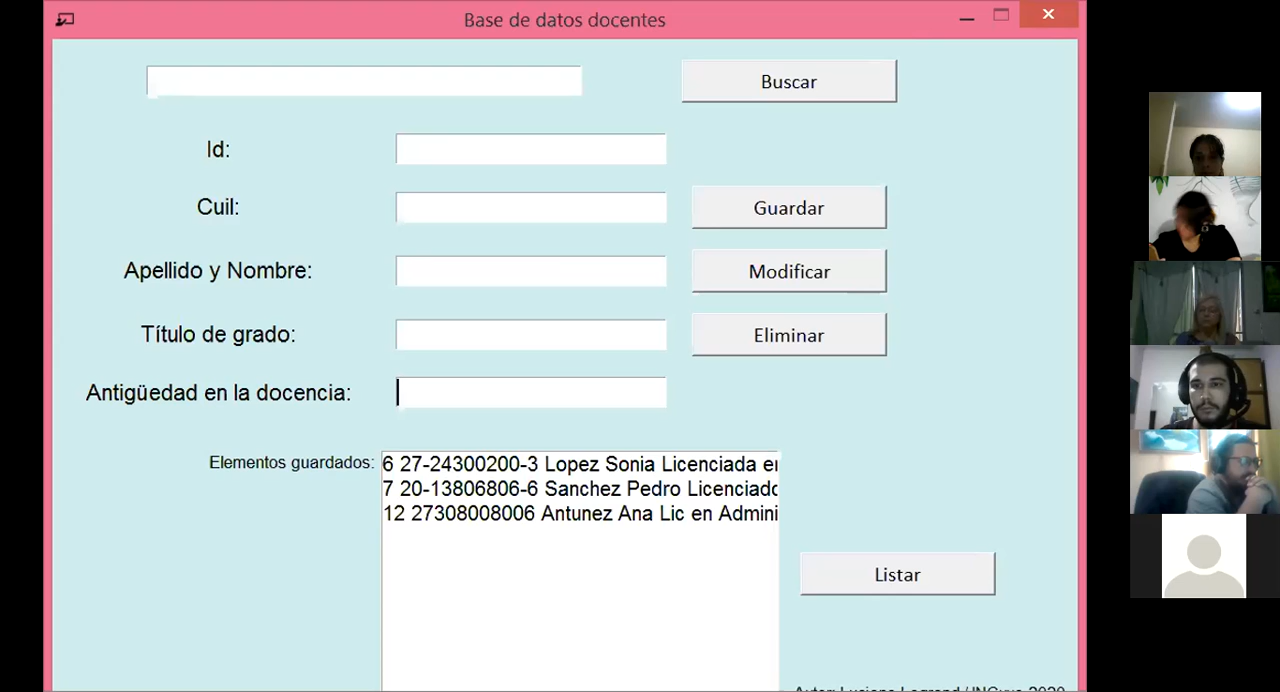 Base de datos docentes
Buscar
Id:
Cuil:
Guardar
Apellido y Nombre:
Modificar
Título de grado:
Eliminar
Antigüedad en la docencia:
Elementos guardados:
6 27-24300200-3 Lopez Sonia Licenciada en
7 20-13806806-6 Sanchez Pedro Licenciado
12 27308008006 Antunez Ana Lic en Admini
Listar